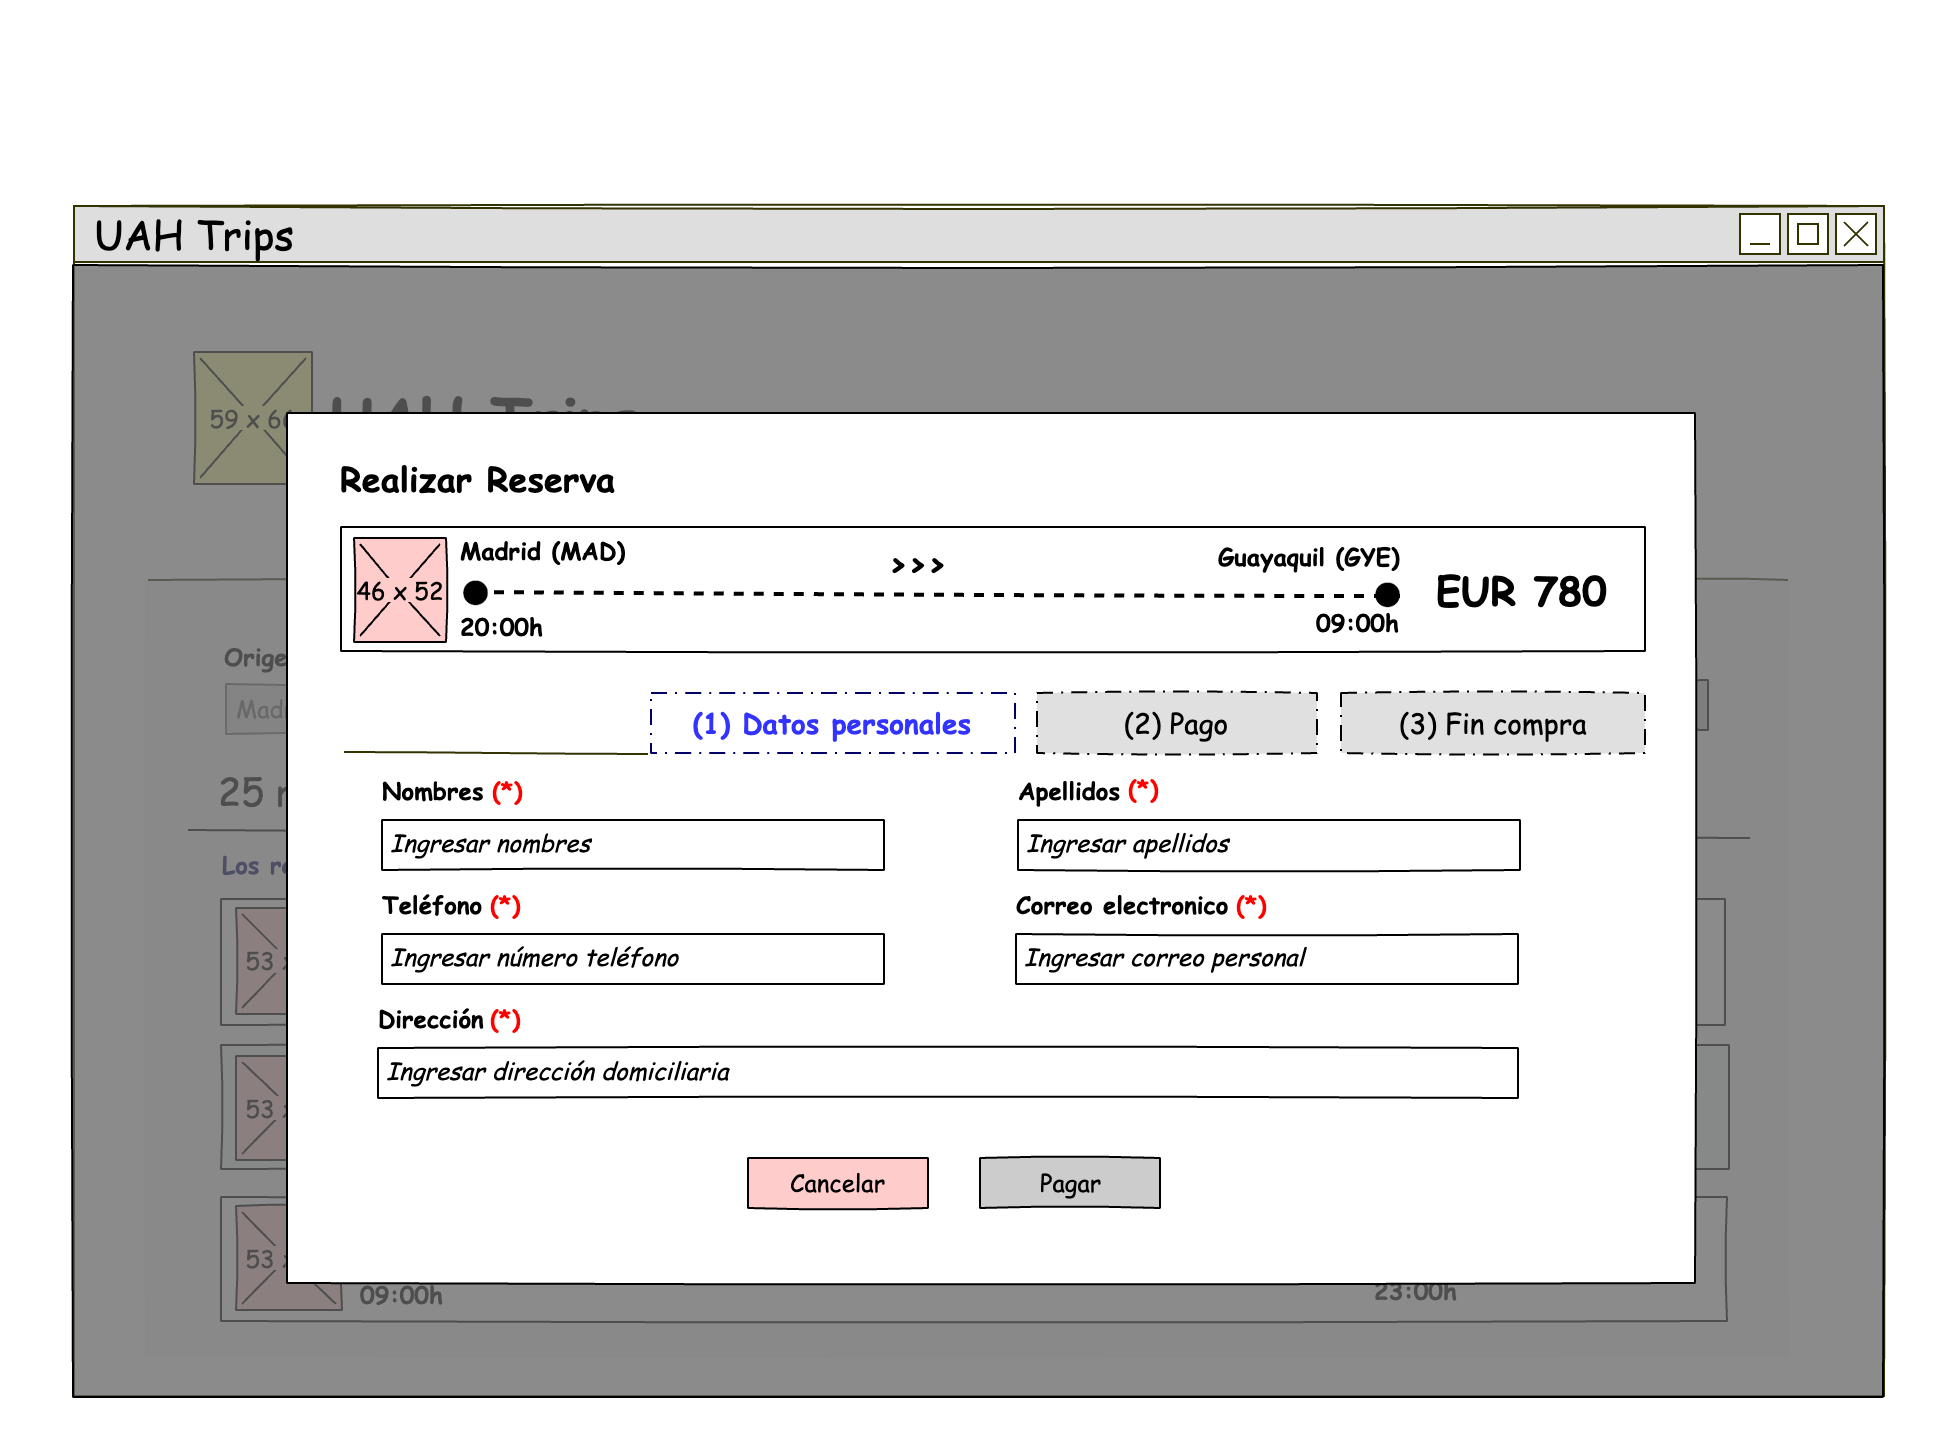 UAH Trips
59 x 6
UAH Trips
Realizar Reserva
Madrid (MAD)
>>>
Guayaquil (GYE)
EUR 780
46 x 52
20:00h
09:00h
(1) Datos personales
(2) Pago
(3) Fin compra
Nombres (*)
Apellidos (*)
Ingresar nombres
Ingresar apellidos
Teléfono (*)
Correo electronico (*)
Ingresar número teléfono
Ingresar correo personal
Dirección (*)
Ingresar dirección domiciliaria
Cancelar
Pagar
25
Los
53
53
53
09:00h
23:00h